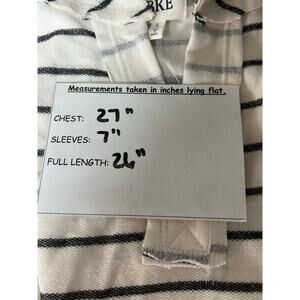 BKE
Measurements taken in inches lying flat.
CHEST: 27"
SLEEVES: 7"
FULL LENGTH: 26"